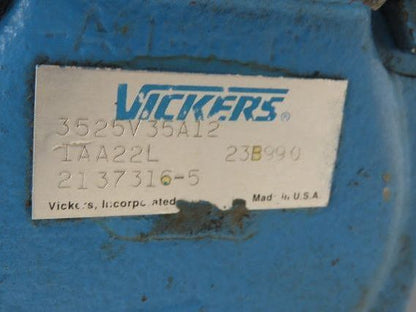 VICKERS®
3525V35A12
1AA22L 23B990
2137316-5
Vickers, Incorporated Made in U.S.A.